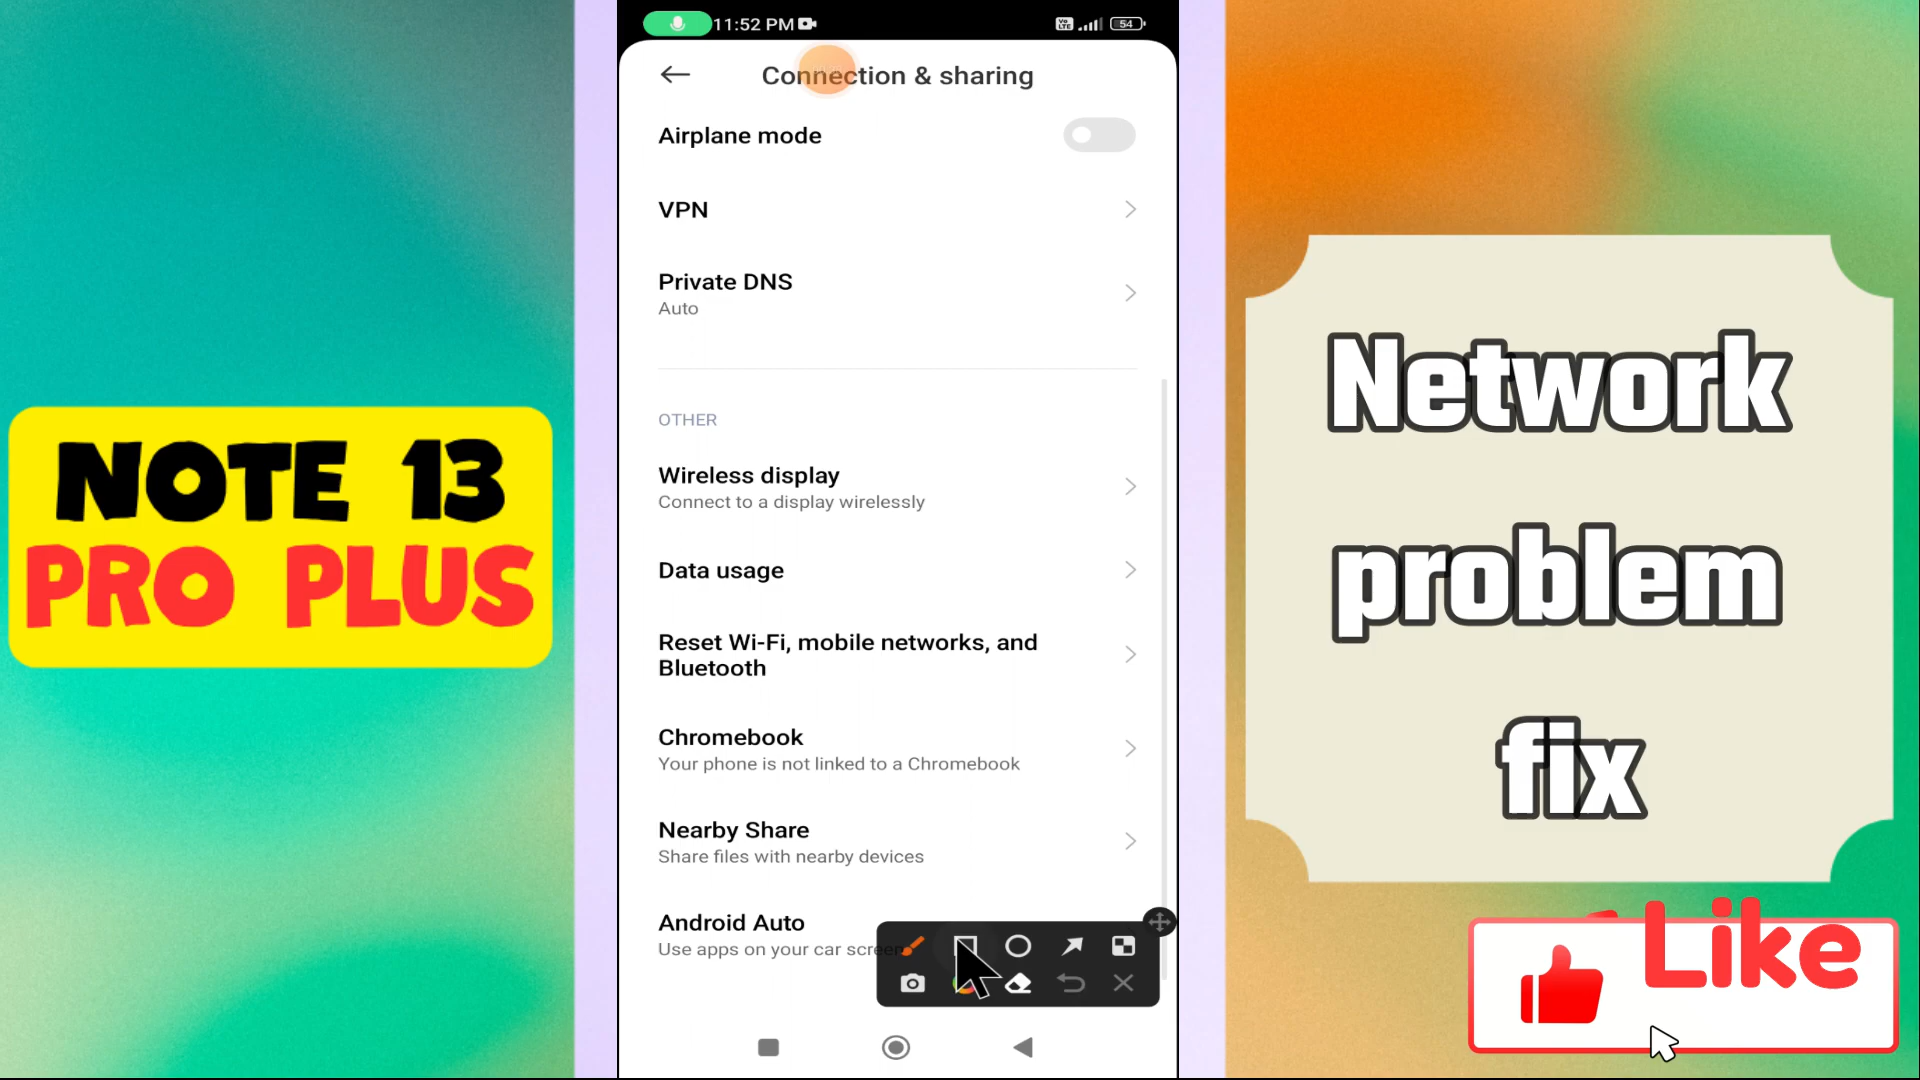 NOTE 13
PRO PLUS
11:52 PM
Vo
LTE
54
Connection & sharing
Airplane mode
VPN
Private DNS
Auto
OTHER
Wireless display
Connect to a display wirelessly
Data usage
Reset Wi-Fi, mobile networks, and
Bluetooth
Chromebook
Your phone is not linked to a Chromebook
Nearby Share
Share files with nearby devices
Android Auto
Use apps on your car screen
Network
problem
fix
Like